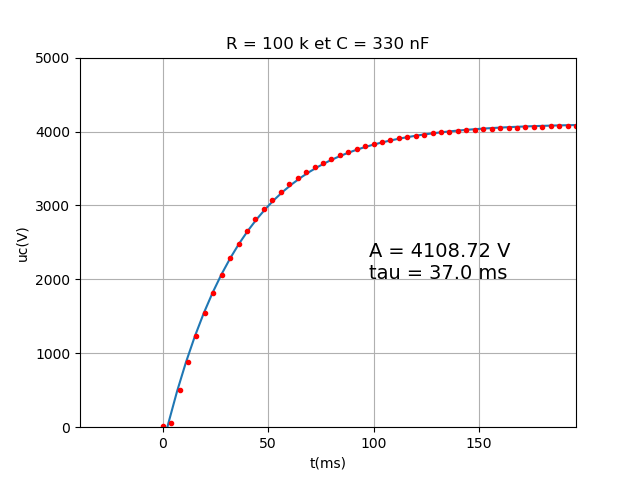 R = 100 k et C = 330 nF
5000
4000
3000
2000
1000
0
uc(V)
A = 4108.72 V
tau = 37.0 ms
0
50
100
150
t(ms)